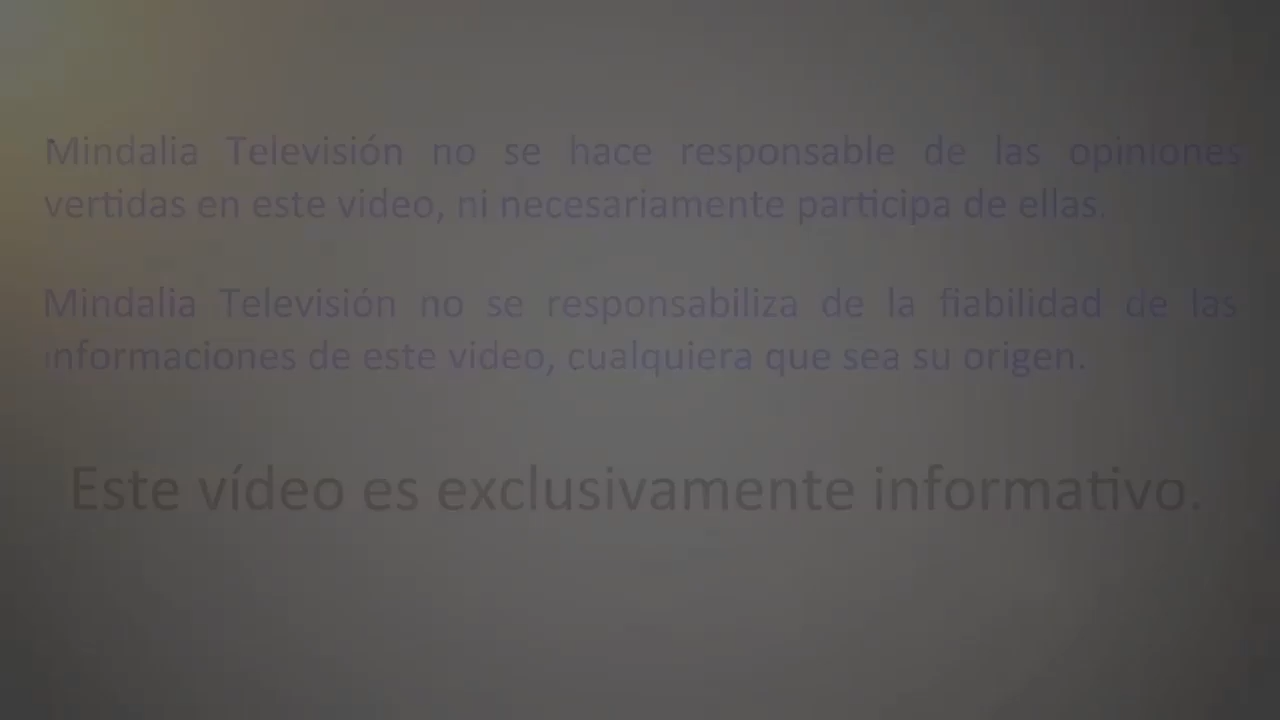 Mindalia Televisión no se hace responsable de las opiniones
vertidas en este video, ni necesariamente participa de ellas.
Mindalia Televisión no se responsabiliza de la fiabilidad de las
informaciones de este video, cualquiera que sea su origen.
Este vídeo es exclusivamente informativo.